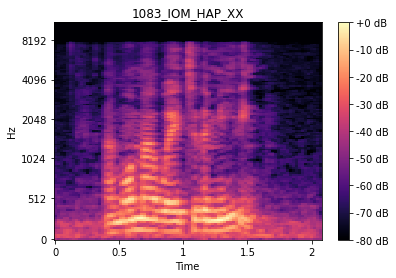 1083_IOM_HAP_XX
8192
4096
2048
1024
512
0
Hz
0
0.5
1
1.5
2
Time
+0 dB
-10 dB
-20 dB
-30 dB
-40 dB
-50 dB
-60 dB
-70 dB
-80 dB